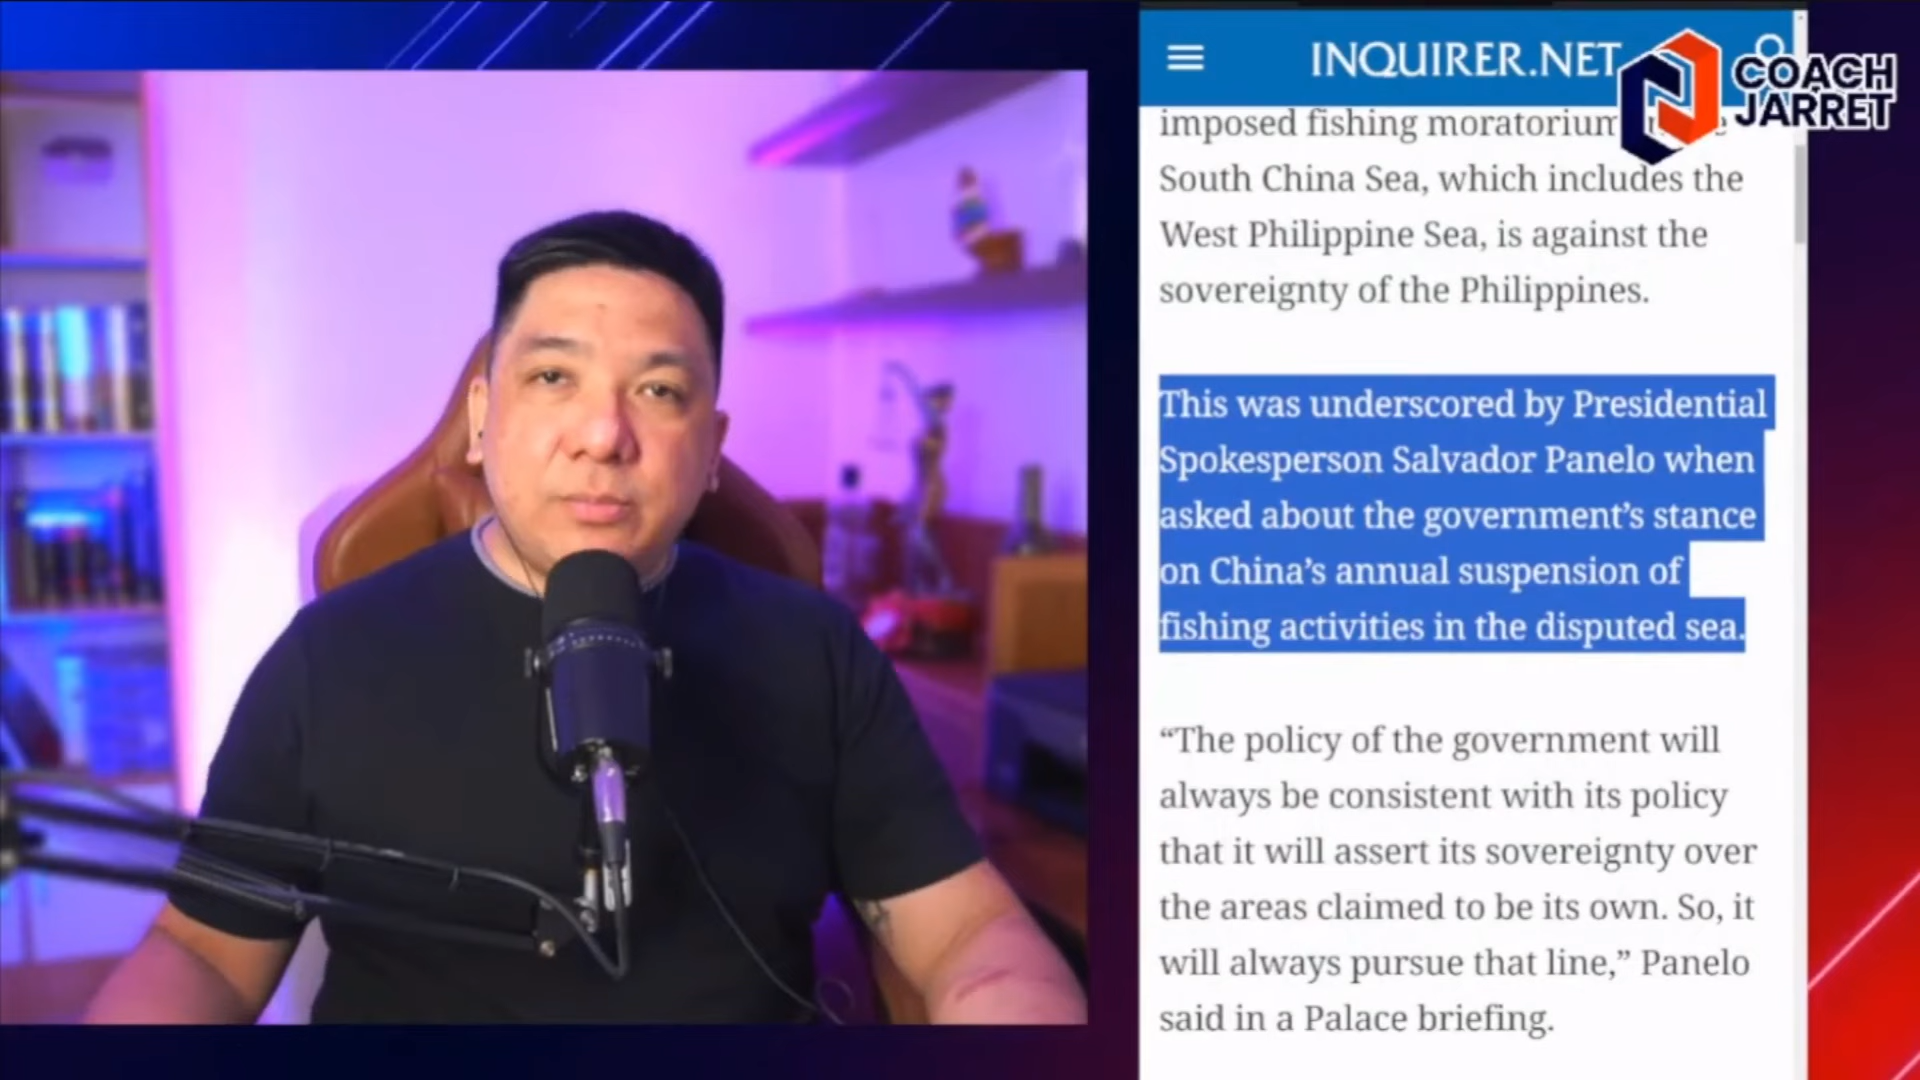 INQUIRER.NET
COACH
JARRET
imposed fishing moratorium
South China Sea, which includes the
West Philippine Sea, is against the
sovereignty of the Philippines.
This was underscored by Presidential
Spokesperson Salvador Panelo when
asked about the government’s stance
on China’s annual suspension of
fishing activities in the disputed sea.
“The policy of the government will
always be consistent with its policy
that it will assert its sovereignty over
the areas claimed to be its own. So, it
will always pursue that line,” Panelo
said in a Palace briefing.